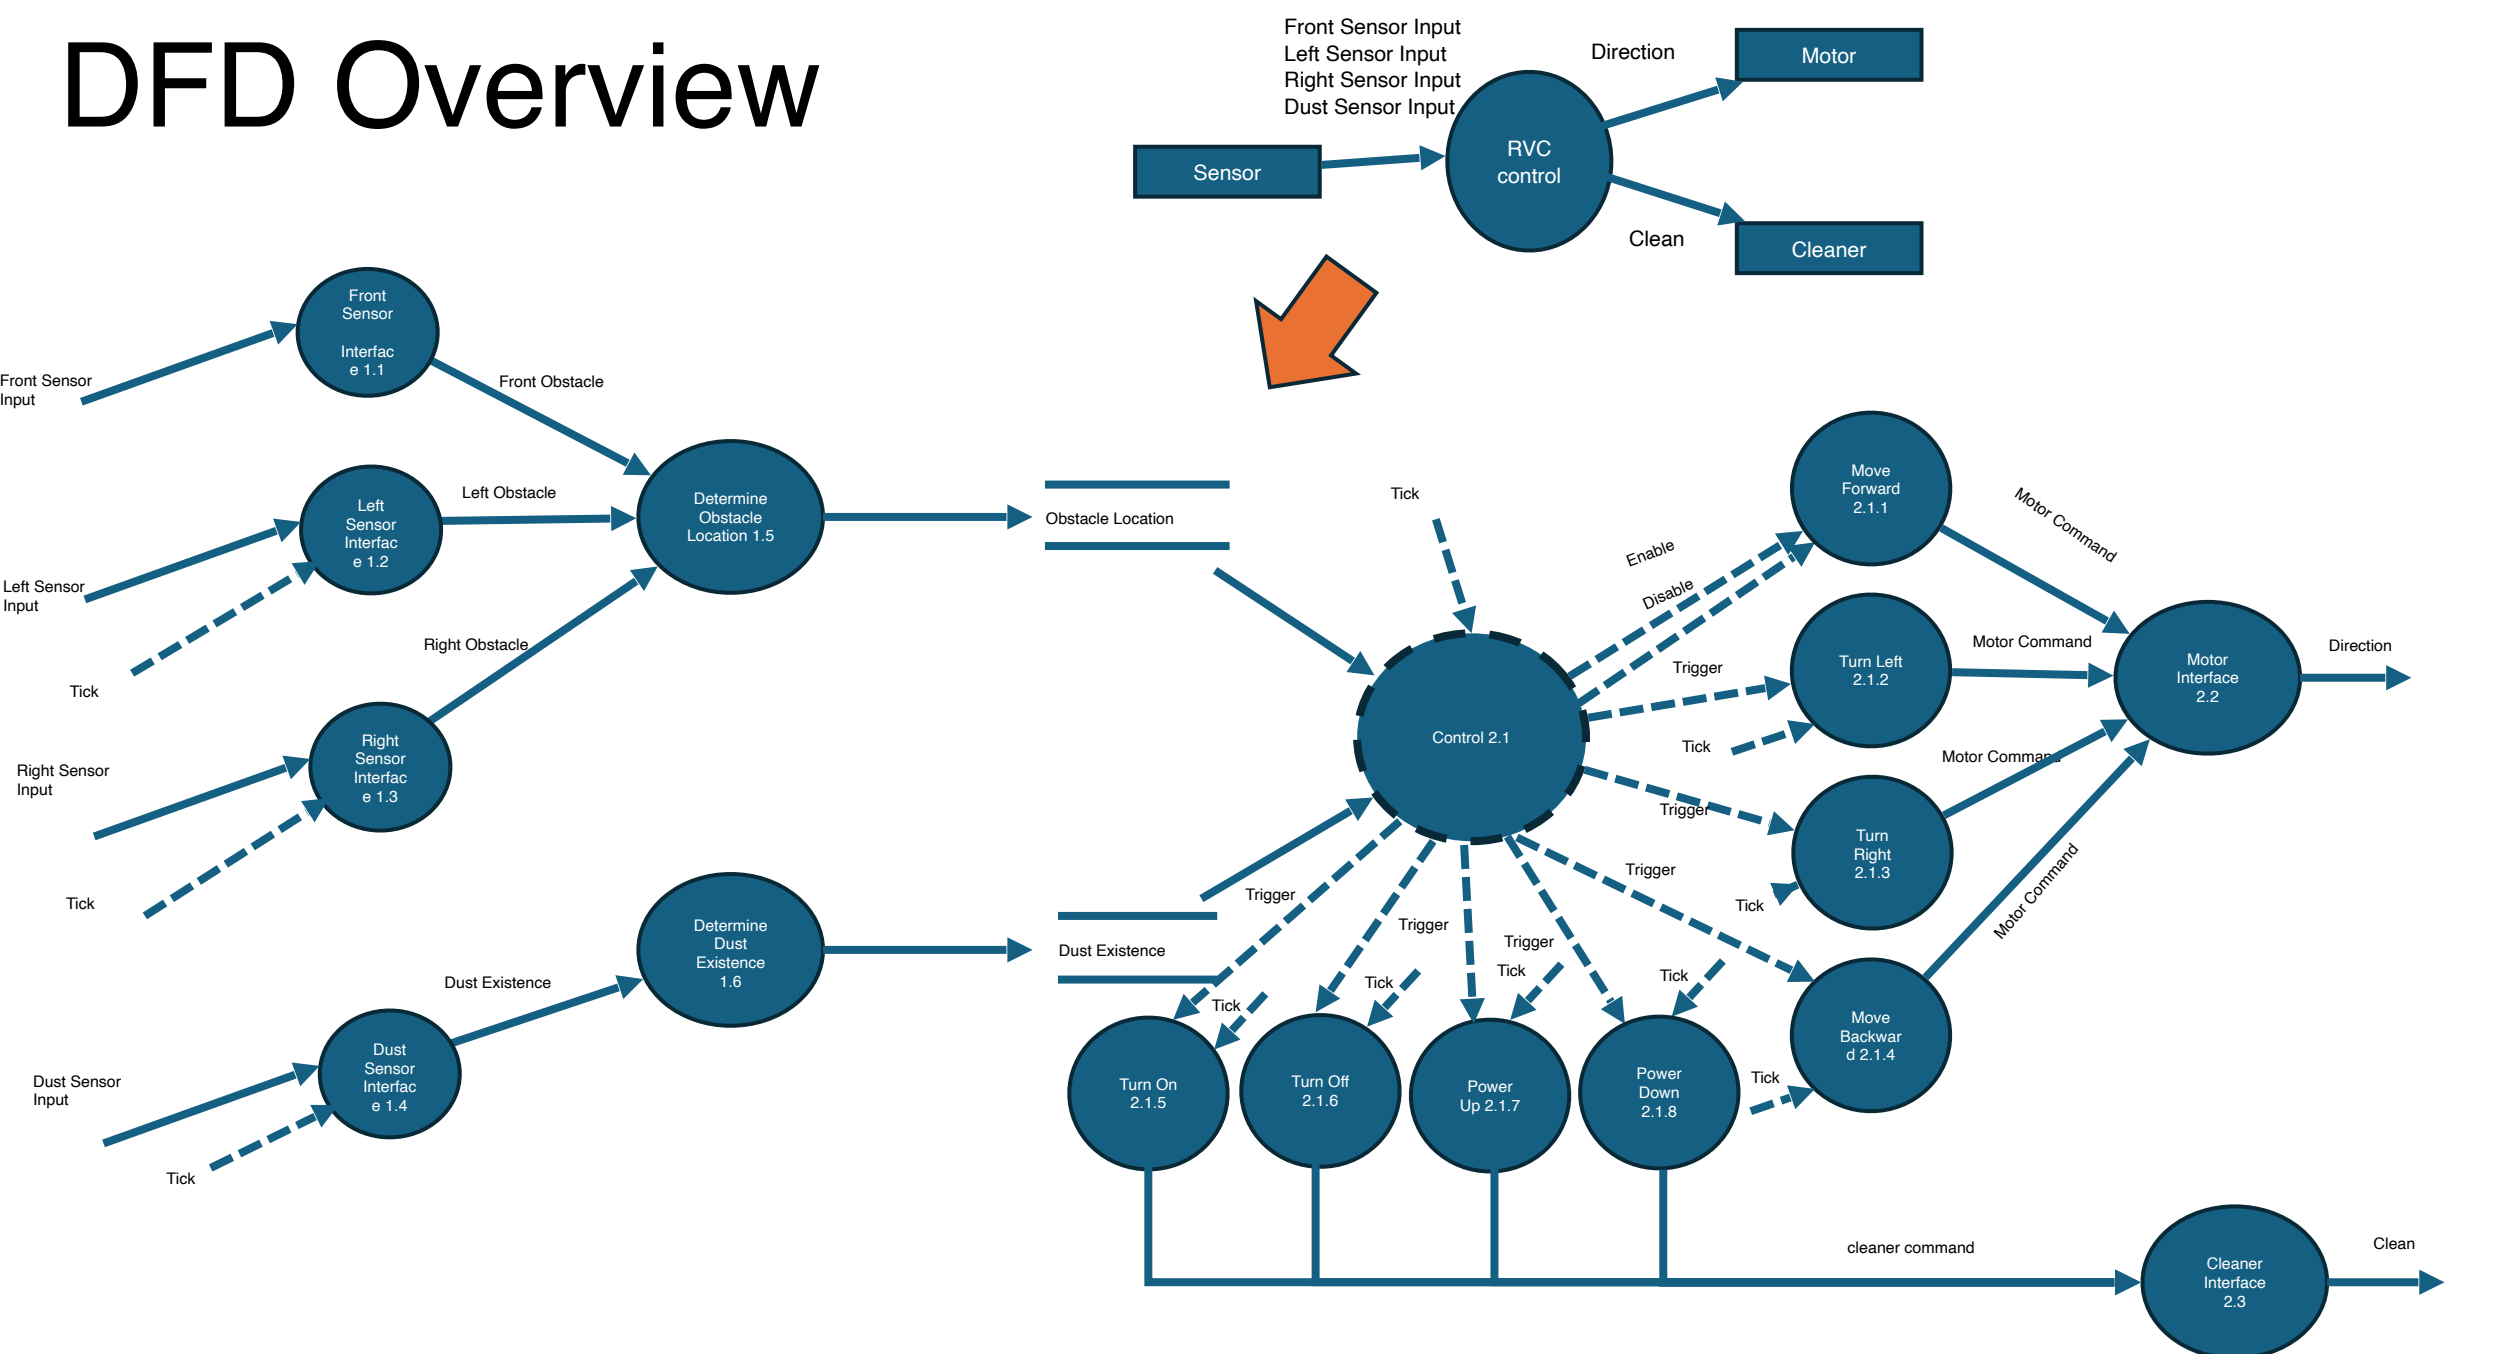 DFD Overview
Front Sensor Input
Left Sensor Input
Right Sensor Input
Dust Sensor Input
Direction
Motor
Sensor
RVC
control
Clean
Cleaner
Front
Sensor
Interfac
e 1.1
Front Sensor
Input
Front Obstacle
Left
Sensor
Interfac
e 1.2
Left Obstacle
Left Sensor
Input
Tick
Determine
Obstacle
Location 1.5
Obstacle Location
Right Obstacle
Right
Sensor
Interfac
e 1.3
Right Sensor
Input
Tick
Determine
Dust
Existence
1.6
Dust Existence
Dust Existence
Dust
Sensor
Interfac
e 1.4
Dust Sensor
Input
Tick
Tick
Control 2.1
Enable
Disable
Move
Forward
2.1.1
Motor Command
Trigger
Turn Left
2.1.2
Motor Command
Tick
Motor
Interface
2.2
Direction
Trigger
Turn
Right
2.1.3
Motor Command
Tick
Trigger
Move
Backwar
d 2.1.4
Motor Command
Tick
Trigger
Tick
Turn On
2.1.5
Trigger
Tick
Turn Off
2.1.6
Trigger
Tick
Power
Up 2.1.7
Tick
Power
Down
2.1.8
cleaner command
Cleaner
Interface
2.3
Clean